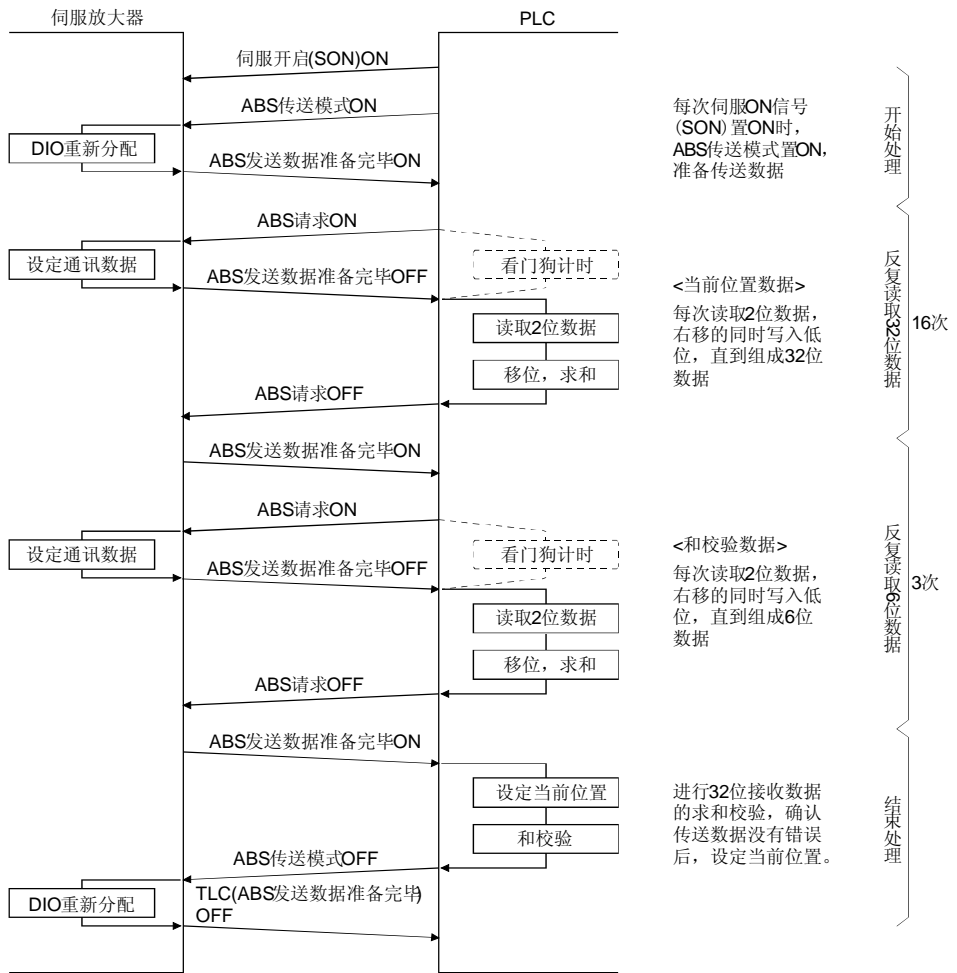 伺服放大器
PLC
伺服开启(SON)ON
ABS传送模式ON
DIO重新分配
ABS发送数据准备完毕ON
每次伺服ON信号
(SON)置ON时，
ABS传送模式置ON，
准备传送数据
开始处理
ABS请求ON
设定通讯数据
看门狗计时
ABS发送数据准备完毕OFF
读取2位数据
移位，求和
ABS请求OFF
<当前位置数据>
每次读取2位数据，
右移的同时写入低
位，直到组成32位
数据
反复读取32位数据
16次
ABS发送数据准备完毕ON
ABS请求ON
设定通讯数据
看门狗计时
ABS发送数据准备完毕OFF
读取2位数据
移位，求和
ABS请求OFF
<和校验数据>
每次读取2位数据，
右移的同时写入低
位，直到组成6位
数据
反复读取6位数据
3次
ABS发送数据准备完毕ON
设定当前位置
和校验
ABS传送模式OFF
DIO重新分配
TLC(ABS发送数据准备完毕)
OFF
进行32位接收数据
的求和校验，确认
传送数据没有错误
后，设定当前位置。
结束处理